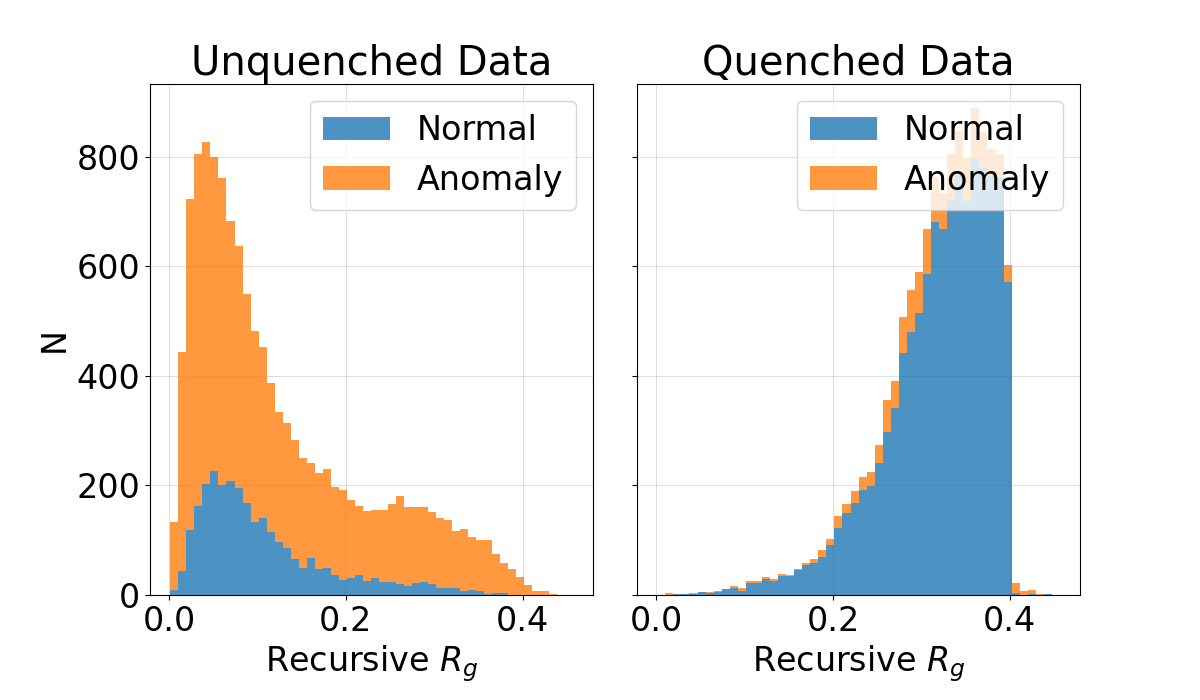 Unquenched Data
Normal
Anomaly
800
600
400
200
0
N
0.0 0.2 0.4
Recursive $R_g$
Quenched Data
Normal
Anomaly
0.0 0.2 0.4
Recursive $R_g$